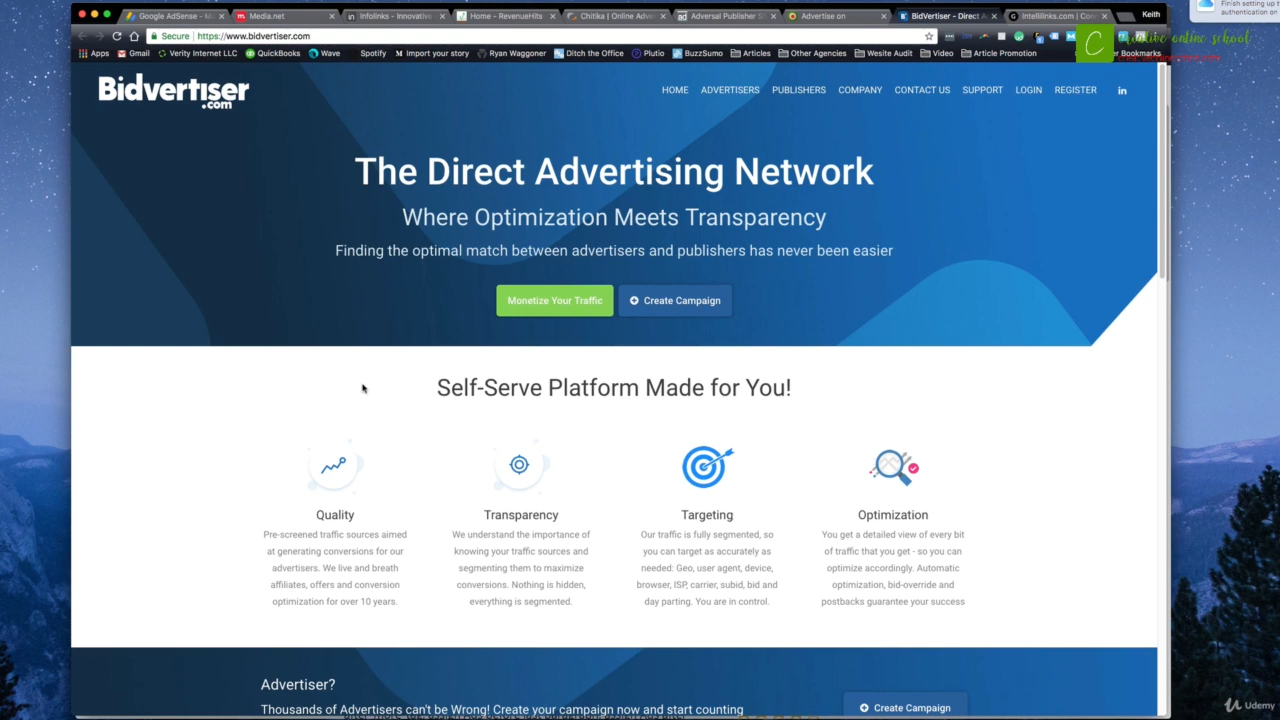 Google AdSense - M
Media.net
Infolinks - Innovative
Home - RevenueHits
Chitika | Online Adve
Adversal Publisher S
Advertise on
BidVertiser - Direct A
Intellilinks.com | Con
Keith
Finish setting up
authentication on
Secure
https://www.bidvertiser.com
online school
Apps
Gmail
Verity Internet LLC
QuickBooks
Wave
Spotify
Import your story
Ryan Waggoner
Ditch the Office
Plutio
BuzzSumo
Articles
Other Agencies
Wesite Audit
Video
Article Promotion
Bookmarks
Bidvertiser
.com
HOME
ADVERTISERS
PUBLISHERS
COMPANY
CONTACT US
SUPPORT
LOGIN
REGISTER
in
The Direct Advertising Network
Where Optimization Meets Transparency
Finding the optimal match between advertisers and publishers has never been easier
Monetize Your Traffic
Create Campaign
Self-Serve Platform Made for You!
Quality
Pre-screened traffic sources aimed
at generating conversions for our
advertisers. We live and breath
affiliates, offers and conversion
optimization for over 10 years.
Transparency
We understand the importance of
knowing your traffic sources and
segmenting them to maximize
conversions. Nothing is hidden,
everything is segmented.
Targeting
Our traffic is fully segmented, so
you can target as accurately as
needed: Geo, user agent, device,
browser, ISP, carrier, subid, bid and
day parting. You are in control.
Optimization
You get a detailed view of every bit
of traffic that you get - so you can
optimize accordingly. Automatic
optimization, bid-override and
postbacks guarantee your success
Advertiser?
Thousands of Advertisers can't be Wrong! Create your campaign now and start counting
Create Campaign
Udemy